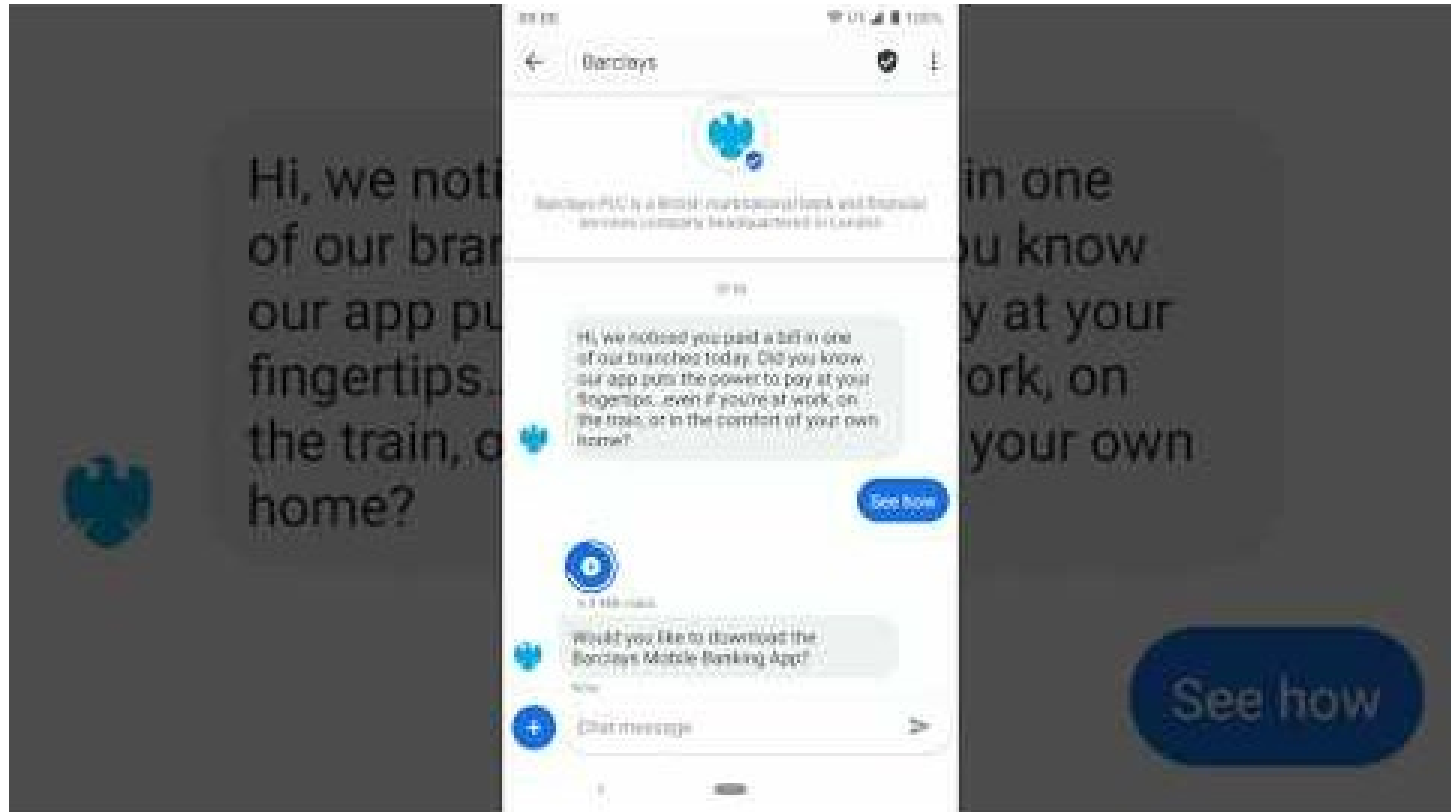 Barclays
Barclays PLC is a British multinational bank and financial
services company headquartered in London
Hi, we noticed you paid a bill in one
of our branches today. Did you know
our app puts the power to pay at your
fingertips...even if you're at work, on
the train, or in the comfort of your own
home?
See how
Would you like to download the
Barclays Mobile Banking App?
Now
Chat message
Hi, we noti
in one
of our bran
ou know
our app pu
y at your
fingertips..
ork, on
the train, o
your own
home?
See how